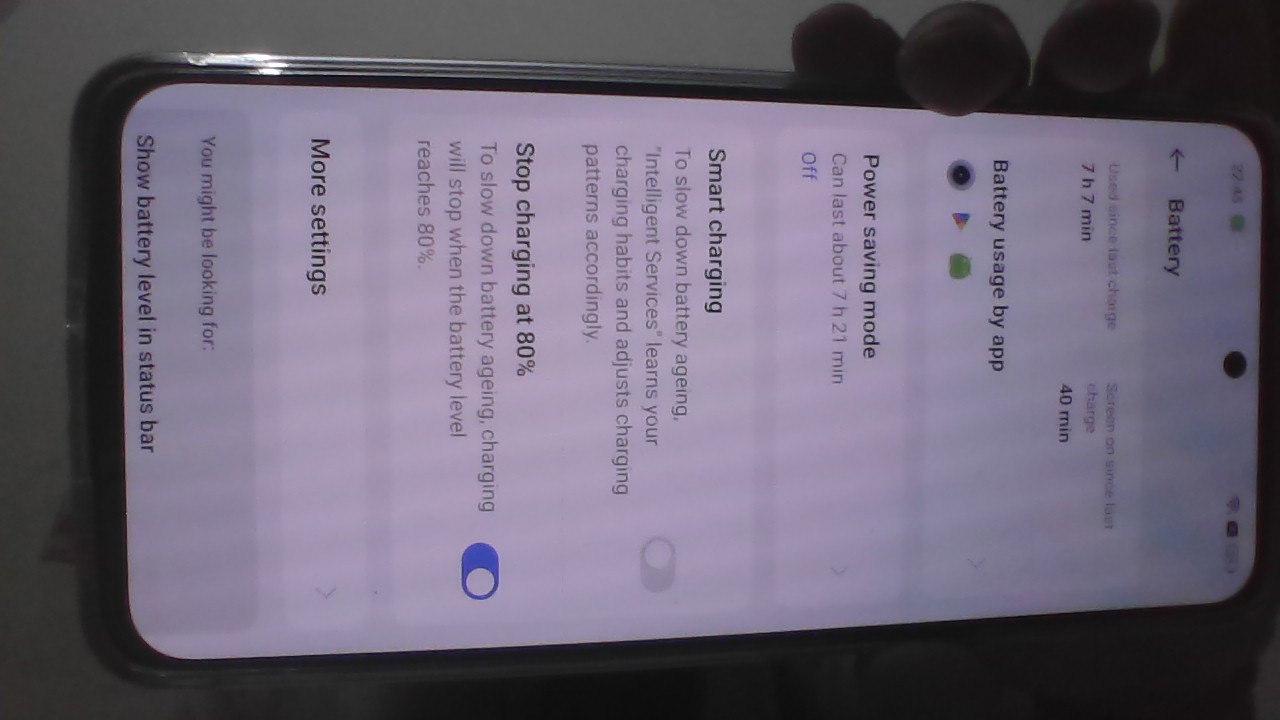 22:45
← Battery
Used since last charge
7 h 7 min
Screen on since last
charge
40 min
Battery usage by app
Power saving mode
Can last about 7 h 21 min
Off
Smart charging
To slow down battery ageing,
"Intelligent Services" learns your
charging habits and adjusts charging
patterns accordingly.
Stop charging at 80%
To slow down battery ageing, charging
will stop when the battery level
reaches 80%.
More settings
You might be looking for:
Show battery level in status bar